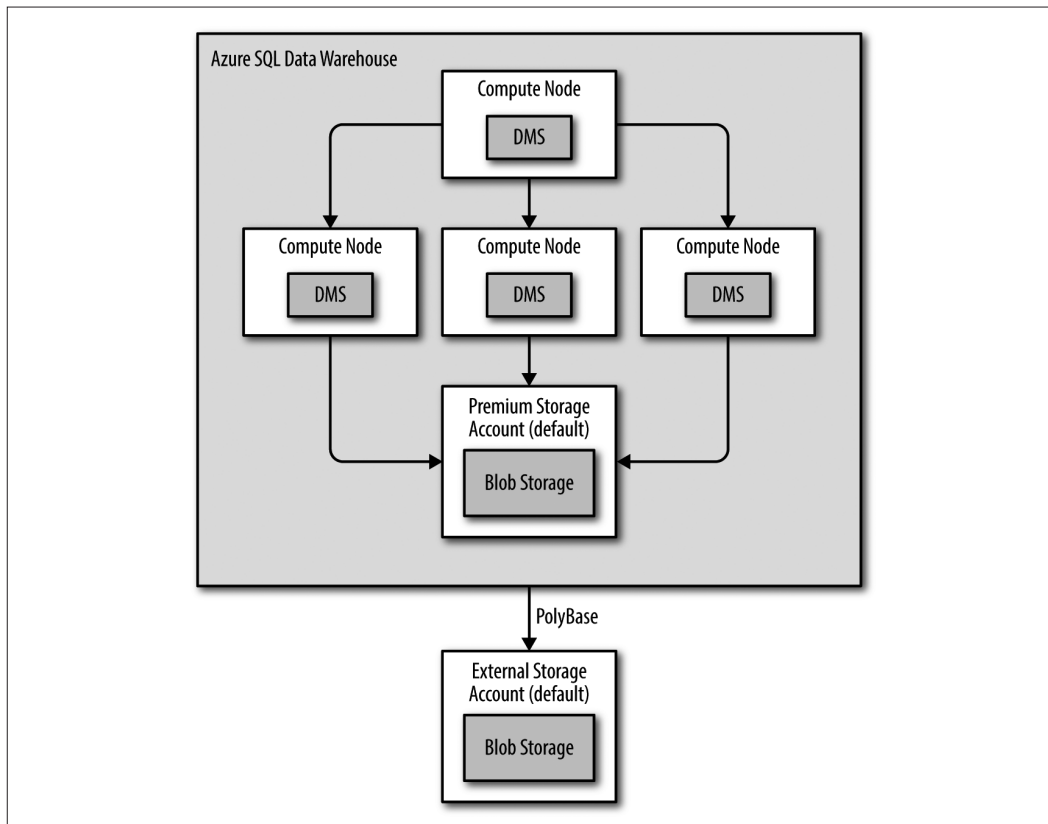 Azure SQL Data Warehouse
Compute Node
DMS
Compute Node
DMS
Compute Node
DMS
Compute Node
DMS
Premium Storage
Account (default)
Blob Storage
PolyBase
External Storage
Account (default)
Blob Storage